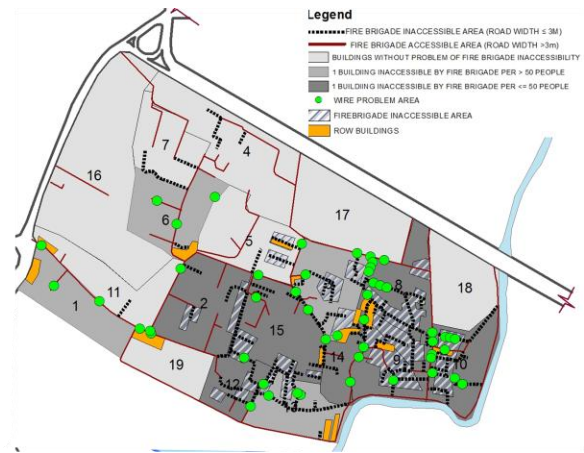 Legend
FIRE BRIGADE INACCESSIBLE AREA (ROAD WIDTH ≤ 3M)
FIRE BRIGADE ACCESSIBLE AREA (ROAD WIDTH >3m)
BUILDINGS WITHOUT PROBLEM OF FIRE BRIGADE INACCESSIBILITY
1 BUILDIING INACCESSIBLE BY FIRE BRIGADE PER > 50 PEOPLE
1 BUILDING INACCESSIBLE BY FIRE BRIGADE PER <= 50 PEOPLE
WIRE PROBLEM AREA
FIREBRIGADE INACCESSIBLE AREA
ROW BUILDINGS
7
4
16
6
17
5
18
11
8
1
2
15
14
9
10
19
12